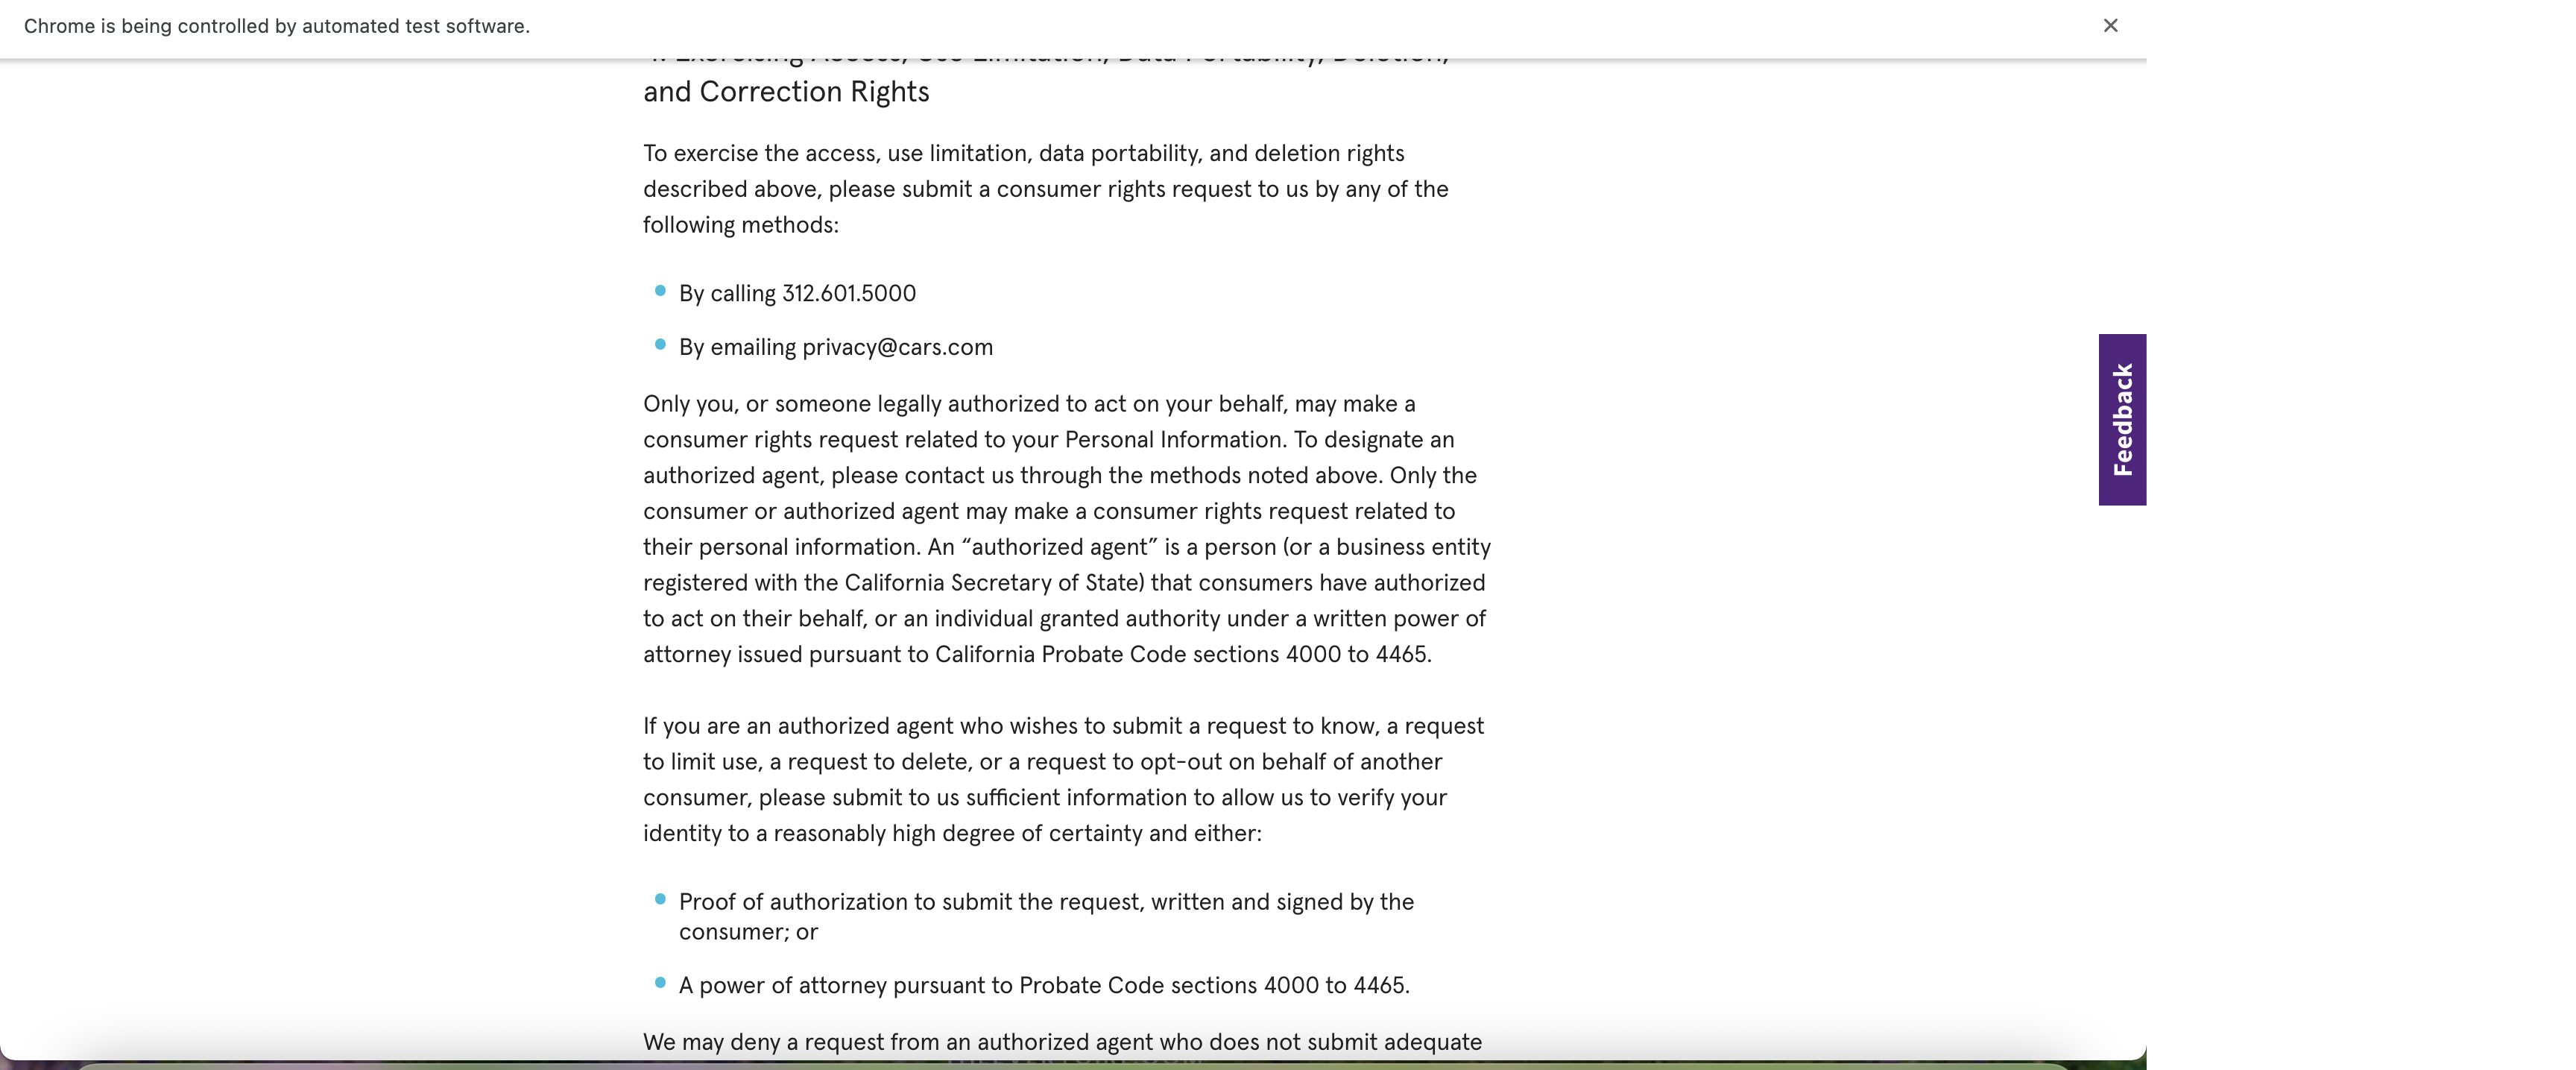 Chrome is being controlled by automated test software.
Exercising Access, Use Limitation, Data Portability, Deletion,
and Correction Rights
To exercise the access, use limitation, data portability, and deletion rights
described above, please submit a consumer rights request to us by any of the
following methods:
By calling 312.601.5000
By emailing privacy@cars.com
Only you, or someone legally authorized to act on your behalf, may make a
consumer rights request related to your Personal Information. To designate an
authorized agent, please contact us through the methods noted above. Only the
consumer or authorized agent may make a consumer rights request related to
their personal information. An “authorized agent” is a person (or a business entity
registered with the California Secretary of State) that consumers have authorized
to act on their behalf, or an individual granted authority under a written power of
attorney issued pursuant to California Probate Code sections 4000 to 4465.
If you are an authorized agent who wishes to submit a request to know, a request
to limit use, a request to delete, or a request to opt-out on behalf of another
consumer, please submit to us sufficient information to allow us to verify your
identity to a reasonably high degree of certainty and either:
Proof of authorization to submit the request, written and signed by the
consumer; or
A power of attorney pursuant to Probate Code sections 4000 to 4465.
We may deny a request from an authorized agent who does not submit adequate
Feedback